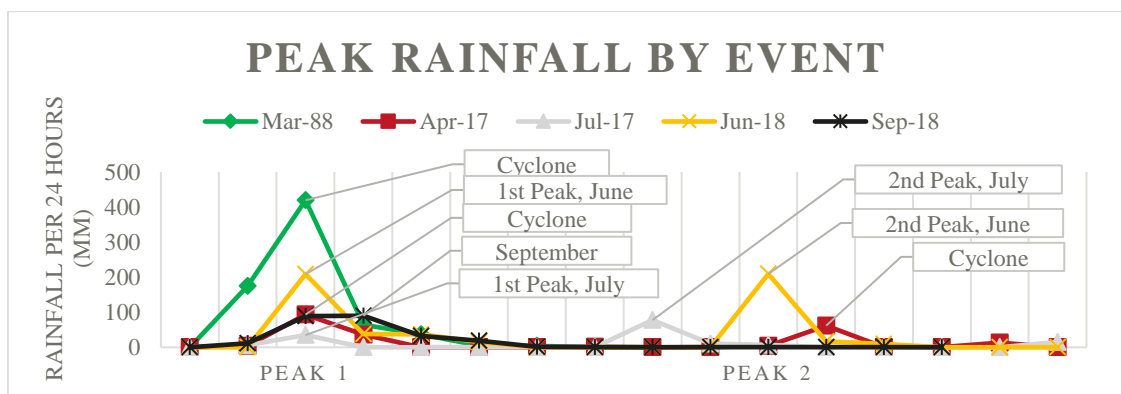 PEAK RAINFALL BY EVENT
Mar-88 Apr-17 Jul-17 Jun-18 Sep-18
RAINFALL PER 24 HOURS
(MM)
500
400
300
200
100
0
Cyclone
1st Peak, June
Cyclone
September
1st Peak, July
2nd Peak, July
2nd Peak, June
Cyclone
PEAK 1 PEAK 2